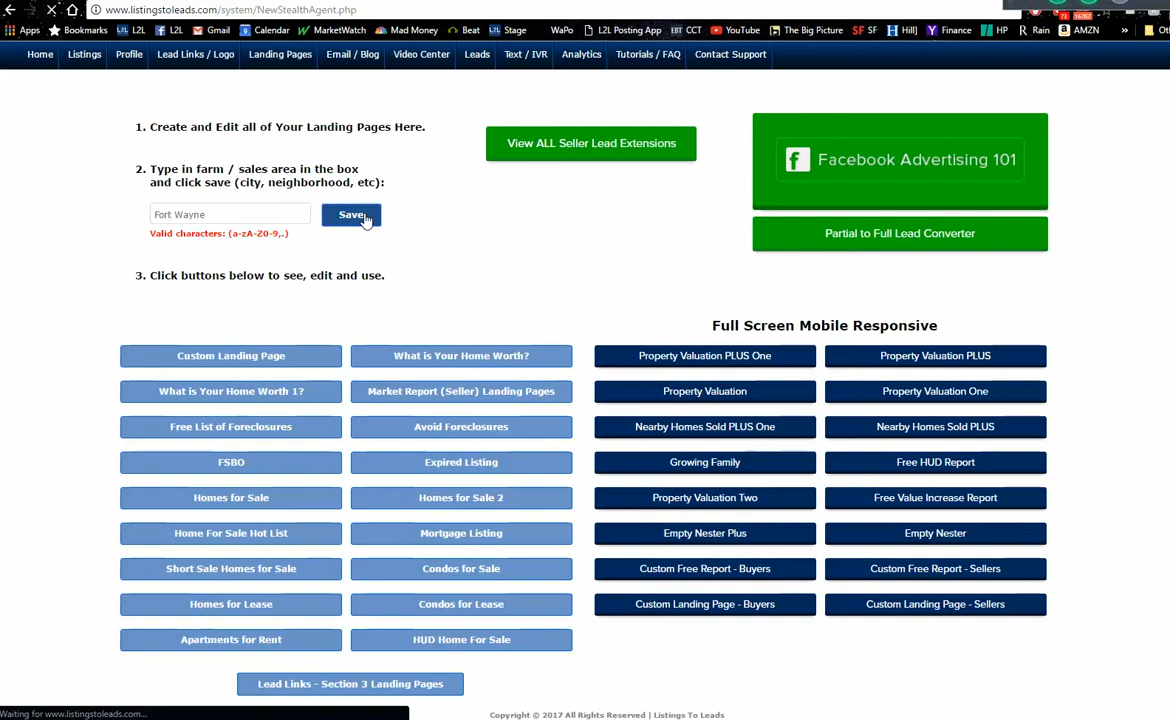 www.listingstoleads.com/system/NewStealthAgent.php
Apps Bookmarks L2L L2L Gmail Calendar MarketWatch Mad Money Beat Stage WaPo L2L Posting App EBT CCT YouTube The Big Picture SF SF Hill] Finance HP Rain AMZN »
Home Listings Profile Lead Links / Logo Landing Pages Email / Blog Video Center Leads Text / IVR Analytics Tutorials / FAQ Contact Support
1. Create and Edit all of Your Landing Pages Here.
View ALL Seller Lead Extensions
Facebook Advertising 101
2. Type in farm / sales area in the box
and click save (city, neighborhood, etc):
Fort Wayne Save
Valid characters: (a-zA-Z0-9,.)
Partial to Full Lead Converter
3. Click buttons below to see, edit and use.
Full Screen Mobile Responsive
Custom Landing Page What is Your Home Worth? Property Valuation PLUS One Property Valuation PLUS
What is Your Home Worth 1? Market Report (Seller) Landing Pages Property Valuation Property Valuation One
Free List of Foreclosures Avoid Foreclosures Nearby Homes Sold PLUS One Nearby Homes Sold PLUS
FSBO Expired Listing Growing Family Free HUD Report
Homes for Sale Homes for Sale 2 Property Valuation Two Free Value Increase Report
Home For Sale Hot List Mortgage Listing Empty Nester Plus Empty Nester
Short Sale Homes for Sale Condos for Sale Custom Free Report - Buyers Custom Free Report - Sellers
Homes for Lease Condos for Lease Custom Landing Page - Buyers Custom Landing Page - Sellers
Apartments for Rent HUD Home For Sale
Lead Links - Section 3 Landing Pages
Waiting for www.listingstoleads.com...
Copyright © 2017 All Rights Reserved | Listings To Leads